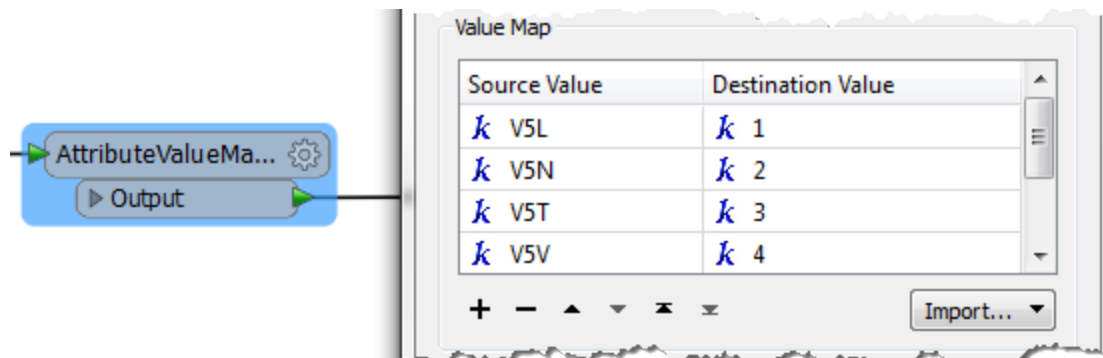 Value Map
Source Value Destination Value
k V5L k 1
AttributeValueMa...
k V5N k 2
Output
k V5T k 3
k V5V k 4
Import...